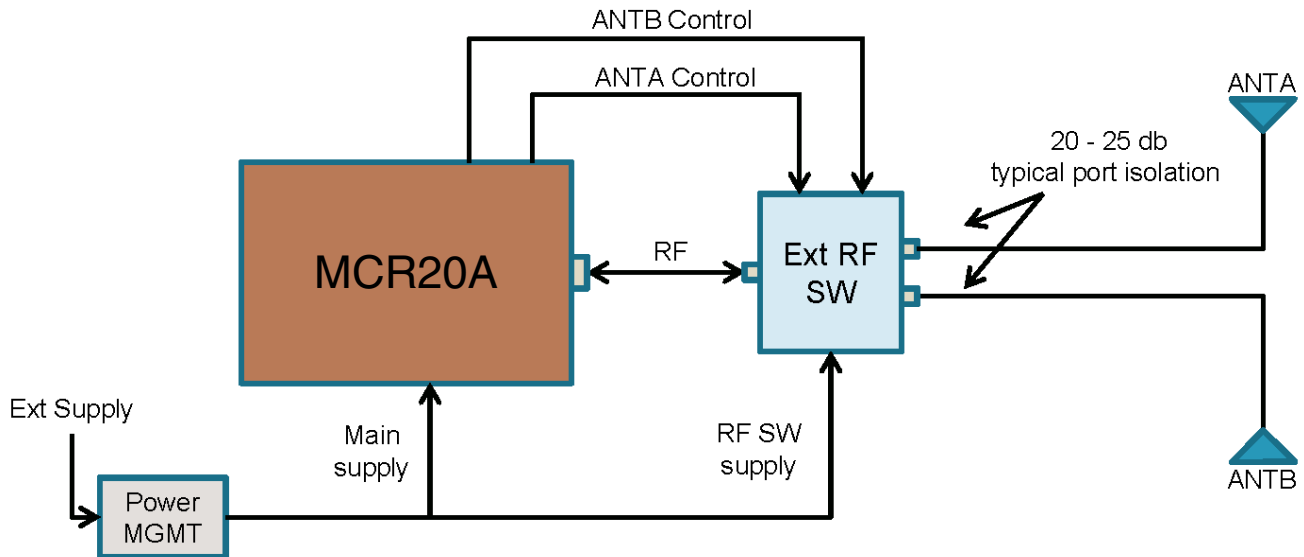 ANTB Control
ANTA Control
ANTA
20 - 25 db
typical port isolation
MCR20A
RF
Ext RF
SW
Ext Supply
Main
supply
RF SW
supply
Power
MGMT
ANTB